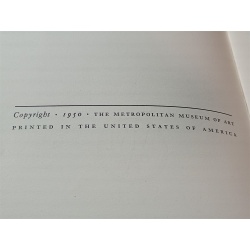 Copyright · 1950 · THE METROPOLITAN MUSEUM OF ART
PRINTED IN THE UNITED STATES OF AMERICA